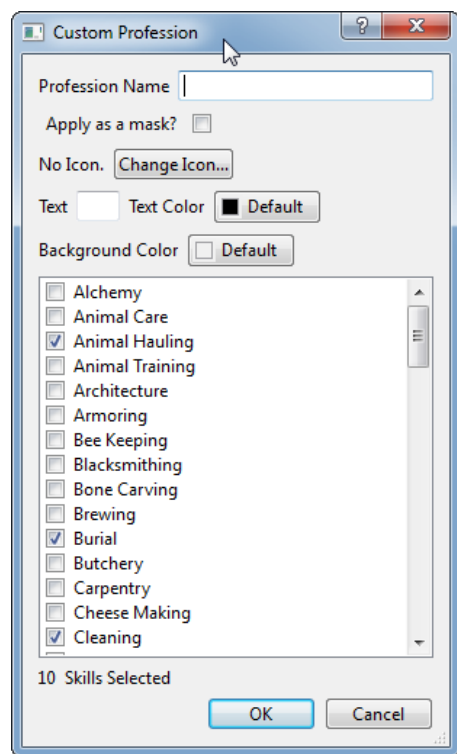 Custom Profession
Profession Name
Apply as a mask?
No Icon. Change Icon...
Text Text Color Default
Background Color Default
Alchemy
Animal Care
Animal Hauling
Animal Training
Architecture
Armoring
Bee Keeping
Blacksmithing
Bone Carving
Brewing
Burial
Butchery
Carpentry
Cheese Making
Cleaning
10 Skills Selected
OK Cancel